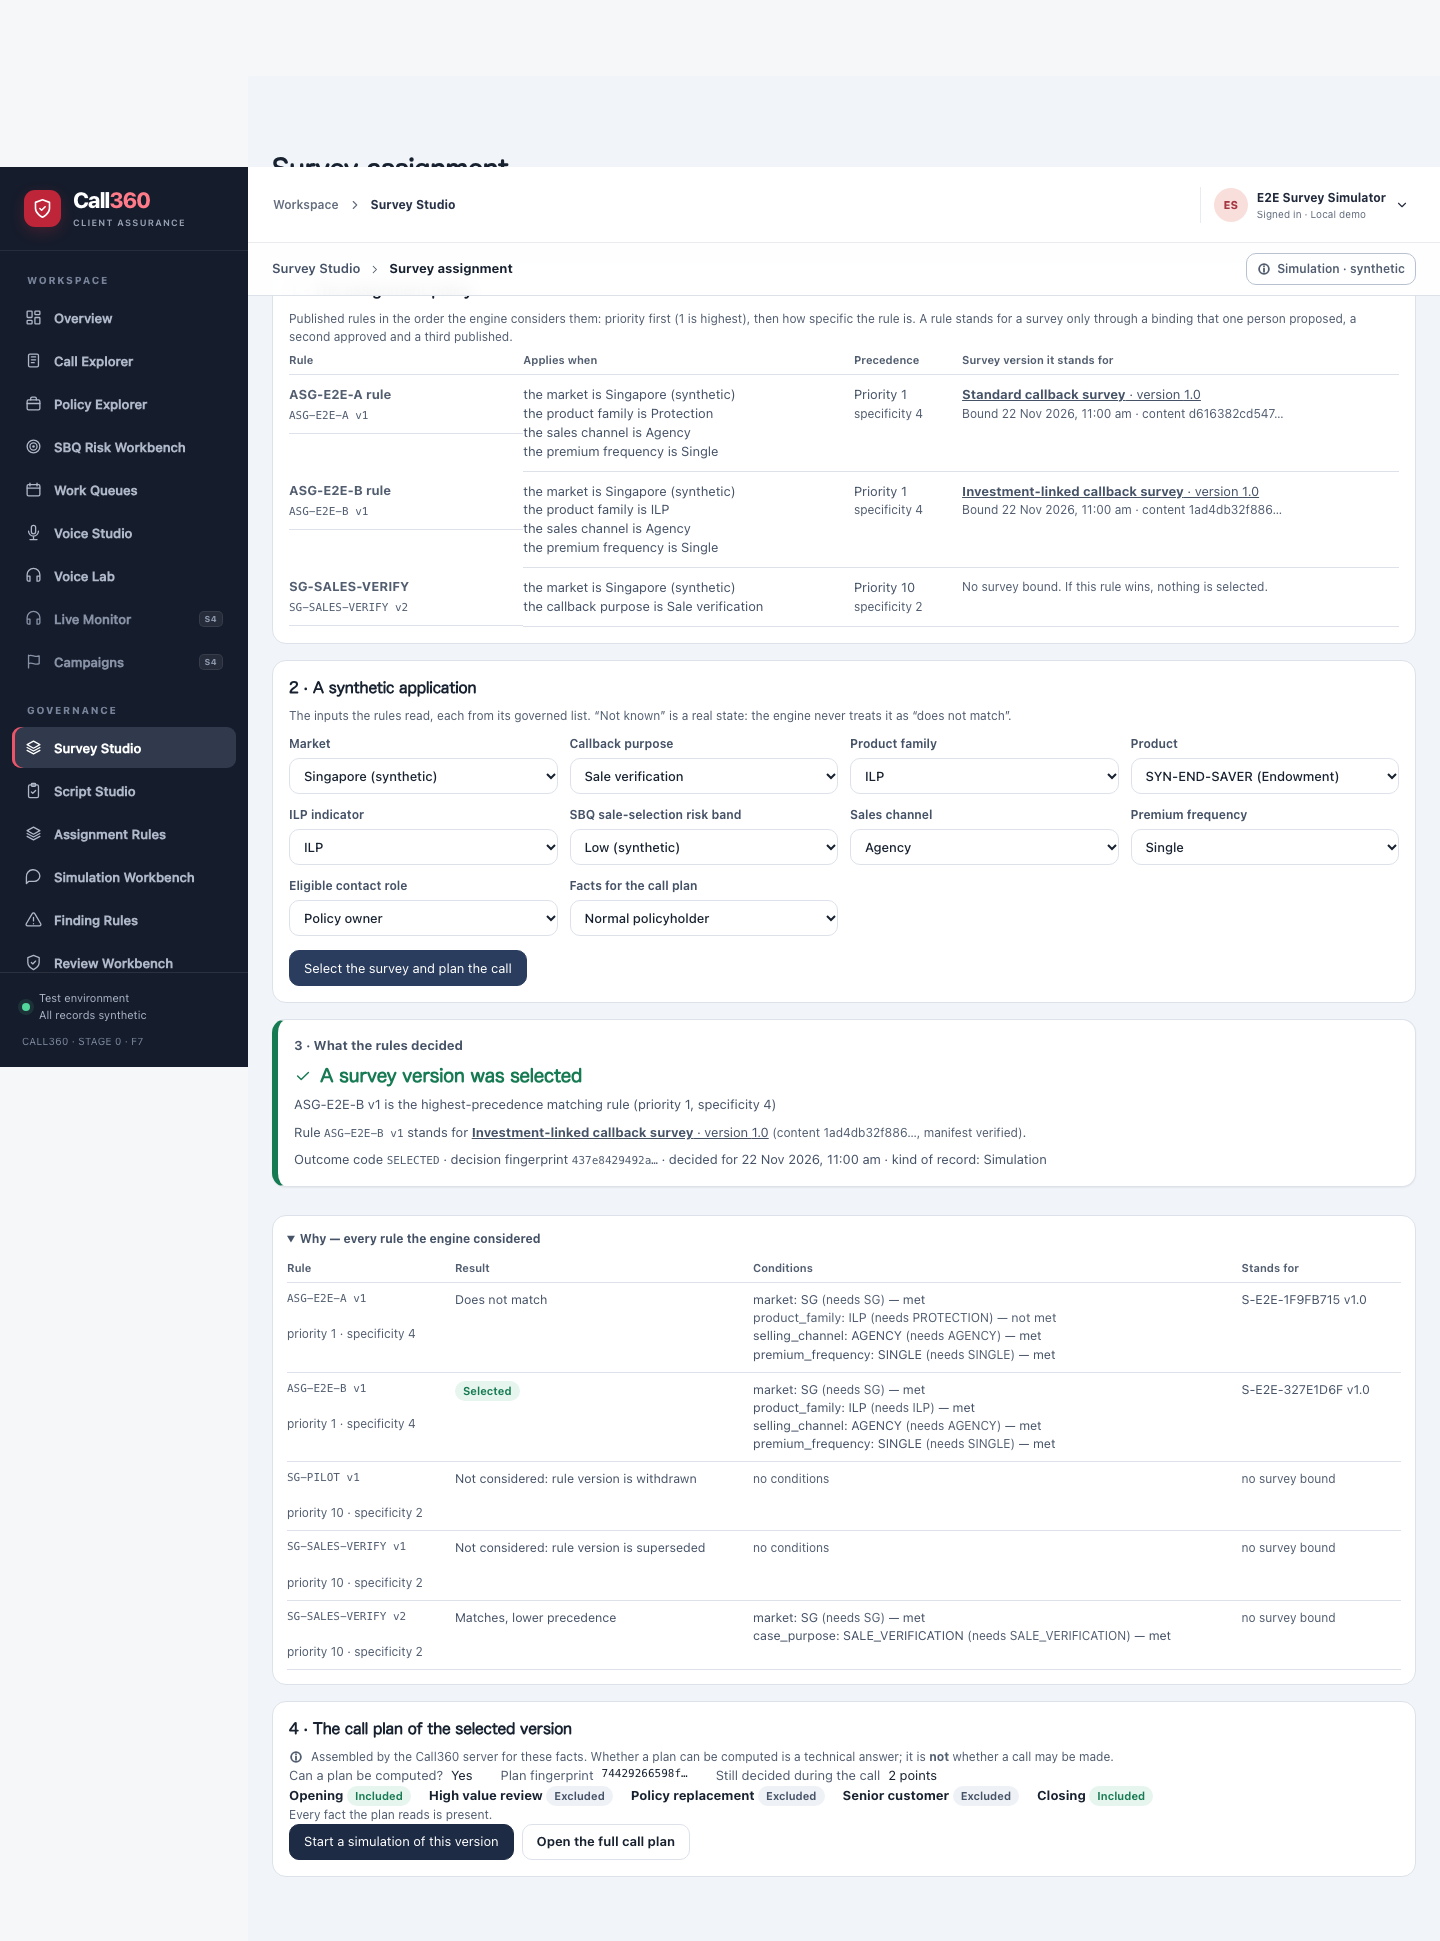 Survey assignment
Call360
CLIENT ASSURANCE
Workspace > Survey Studio
ES
E2E Survey Simulator
Signed in · Local demo
Survey Studio > Survey assignment
Simulation · synthetic
WORKSPACE
Overview
Call Explorer
Policy Explorer
SBQ Risk Workbench
Work Queues
Voice Studio
Voice Lab
Live Monitor S4
Campaigns S4
GOVERNANCE
Survey Studio
Script Studio
Assignment Rules
Simulation Workbench
Finding Rules
Review Workbench
Test environment
All records synthetic
CALL360 · STAGE 0 · F7
Published rules in the order the engine considers them: priority first (1 is highest), then how specific the rule is. A rule stands for a survey only through a binding that one person proposed, a
second approved and a third published.
Rule Applies when Precedence Survey version it stands for
ASG-E2E-A rule the market is Singapore (synthetic) Priority 1 Standard callback survey · version 1.0
ASG-E2E-A v1 the product family is Protection specificity 4 Bound 22 Nov 2026, 11:00 am · content d616382cd547…
the sales channel is Agency
the premium frequency is Single
ASG-E2E-B rule the market is Singapore (synthetic) Priority 1 Investment-linked callback survey · version 1.0
ASG-E2E-B v1 the product family is ILP specificity 4 Bound 22 Nov 2026, 11:00 am · content 1ad4db32f886…
the sales channel is Agency
the premium frequency is Single
SG-SALES-VERIFY the market is Singapore (synthetic) Priority 10 No survey bound. If this rule wins, nothing is selected.
SG-SALES-VERIFY v2 the callback purpose is Sale verification specificity 2
2 · A synthetic application
The inputs the rules read, each from its governed list. “Not known” is a real state: the engine never treats it as “does not match”.
Market Callback purpose Product family Product
Singapore (synthetic) Sale verification ILP SYN-END-SAVER (Endowment)
ILP indicator SBQ sale-selection risk band Sales channel Premium frequency
ILP Low (synthetic) Agency Single
Eligible contact role Facts for the call plan
Policy owner Normal policyholder
Select the survey and plan the call
3 · What the rules decided
A survey version was selected
ASG-E2E-B v1 is the highest-precedence matching rule (priority 1, specificity 4)
Rule ASG-E2E-B v1 stands for Investment-linked callback survey · version 1.0 (content 1ad4db32f886…, manifest verified).
Outcome code SELECTED · decision fingerprint 437e8429492a… · decided for 22 Nov 2026, 11:00 am · kind of record: Simulation
Why — every rule the engine considered
Rule Result Conditions Stands for
ASG-E2E-A v1 Does not match market: SG (needs SG) — met S-E2E-1F9FB715 v1.0
product_family: ILP (needs PROTECTION) — not met
priority 1 · specificity 4 selling_channel: AGENCY (needs AGENCY) — met
premium_frequency: SINGLE (needs SINGLE) — met
ASG-E2E-B v1 Selected market: SG (needs SG) — met S-E2E-327E1D6F v1.0
product_family: ILP (needs ILP) — met
priority 1 · specificity 4 selling_channel: AGENCY (needs AGENCY) — met
premium_frequency: SINGLE (needs SINGLE) — met
SG-PILOT v1 Not considered: rule version is withdrawn no conditions no survey bound
priority 10 · specificity 2
SG-SALES-VERIFY v1 Not considered: rule version is superseded no conditions no survey bound
priority 10 · specificity 2
SG-SALES-VERIFY v2 Matches, lower precedence market: SG (needs SG) — met no survey bound
case_purpose: SALE_VERIFICATION (needs SALE_VERIFICATION) — met
priority 10 · specificity 2
4 · The call plan of the selected version
Assembled by the Call360 server for these facts. Whether a plan can be computed is a technical answer; it is not whether a call may be made.
Can a plan be computed? Yes Plan fingerprint 74429266598f… Still decided during the call 2 points
Opening Included High value review Excluded Policy replacement Excluded Senior customer Excluded Closing Included
Every fact the plan reads is present.
Start a simulation of this version Open the full call plan